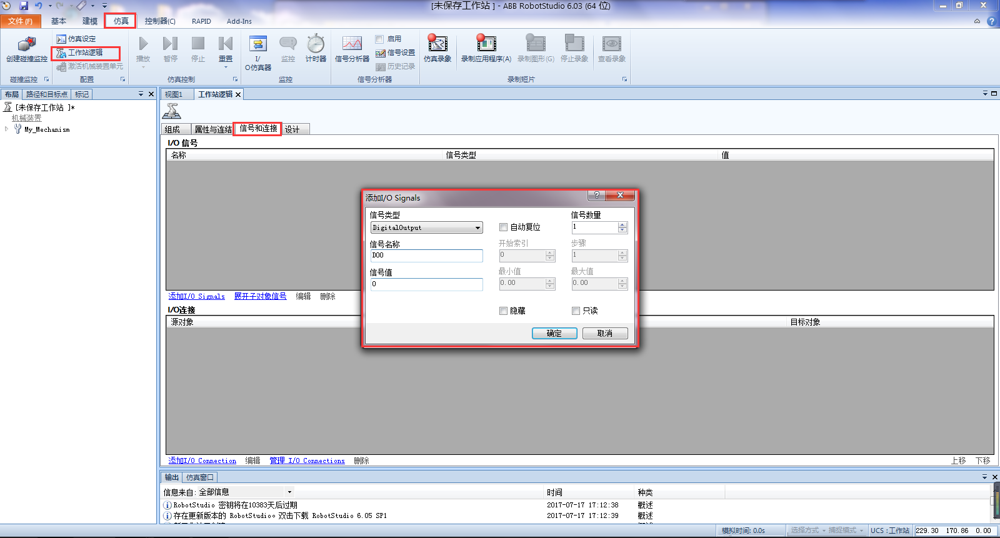 [未保存工作站 ] - ABB RobotStudio 6.03 (64 位)
文件 (F) 基本 建模 仿真 控制器(C) RAPID Add-Ins
创建碰撞监控
碰撞监控
仿真设定
工作站逻辑
激活机械装置单元
配置
播放 暂停 停止 重置
仿真控制
I/
O仿真器 监控 计时器
监控
信号分析器
启用
信号设置
历史记录
信号分析器
仿真录象 录制应用程序(A) 录制图形(G) 停止录象 查看录象
录制短片
布局 路径和目标点 标记
[未保存工作站 ]*
机械装置
My_Mechanism
视图1 工作站逻辑
组成 属性与连结 信号和连接 设计
I/O 信号
名称 信号类型 值
添加I/O Signals 展开子对象信号 编辑 删除
I/O连接
源对象 目标对象
添加I/O Signals
信号类型
DigitalOutput
自动复位
信号数量
1
信号名称
DO0
开始索引
0
步骤
1
信号值
0
最小值
0.00
最大值
0.00
隐藏 只读
确定 取消
添加I/O Connection 编辑 管理 I/O Connections 删除 上移 下移
输出 仿真窗口
信息来自: 全部信息 时间 种类
RobotStudio 密钥将在10383天后过期 2017-07-17 17:12:38 概述
存在更新版本的 RobotStudio。双击下载 RobotStudio 6.05 SP1 2017-07-17 17:12:39 概述
模拟时间: 0.0s 选择方式 捕捉模式 UCS : 工作站 229.30 170.86 0.00